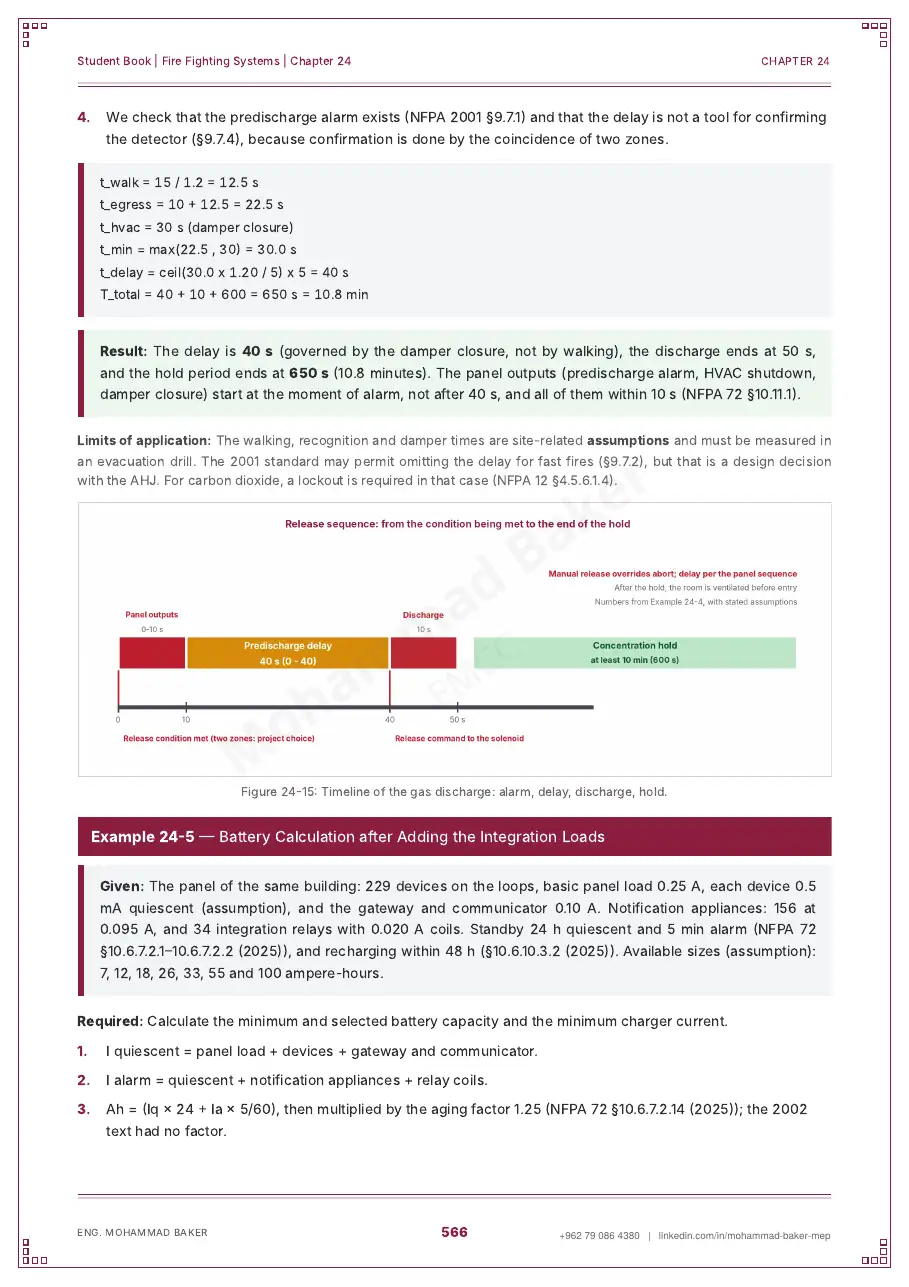 Student Book | Fire Fighting Systems | Chapter 24
CHAPTER 24
4. We check that the predischarge alarm exists (NFPA 2001 §9.7.1) and that the delay is not a tool for confirming
the detector (§9.7.4), because confirmation is done by the coincidence of two zones.
t_walk = 15 / 1.2 = 12.5 s
t_egress = 10 + 12.5 = 22.5 s
t_hvac = 30 s (damper closure)
t_min = max(22.5 , 30) = 30.0 s
t_delay = ceil(30.0 x 1.20 / 5) x 5 = 40 s
T_total = 40 + 10 + 600 = 650 s = 10.8 min
Result: The delay is 40 s (governed by the damper closure, not by walking), the discharge ends at 50 s,
and the hold period ends at 650 s (10.8 minutes). The panel outputs (predischarge alarm, HVAC shutdown,
damper closure) start at the moment of alarm, not after 40 s, and all of them within 10 s (NFPA 72 §10.11.1).
Limits of application: The walking, recognition and damper times are site-related assumptions and must be measured in
an evacuation drill. The 2001 standard may permit omitting the delay for fast fires (§9.7.2), but that is a design decision
with the AHJ. For carbon dioxide, a lockout is required in that case (NFPA 12 §4.5.6.1.4).
Release sequence: from the condition being met to the end of the hold
Manual release overrides abort; delay per the panel sequence
After the hold, the room is ventilated before entry
Numbers from Example 24-4, with stated assumptions
Panel outputs
0-10 s
Discharge
10 s
Predischarge delay
40 s (0 - 40)
Concentration hold
at least 10 min (600 s)
0 10 40 50 s
Release condition met (two zones: project choice)
Release command to the solenoid
Mohammad Baker
Figure 24-15: Timeline of the gas discharge: alarm, delay, discharge, hold.
Example 24-5 — Battery Calculation after Adding the Integration Loads
Given: The panel of the same building: 229 devices on the loops, basic panel load 0.25 A, each device 0.5
mA quiescent (assumption), and the gateway and communicator 0.10 A. Notification appliances: 156 at
0.095 A, and 34 integration relays with 0.020 A coils. Standby 24 h quiescent and 5 min alarm (NFPA 72
§10.6.7.2.1–10.6.7.2.2 (2025)), and recharging within 48 h (§10.6.10.3.2 (2025)). Available sizes (assumption):
7, 12, 18, 26, 33, 55 and 100 ampere-hours.
Required: Calculate the minimum and selected battery capacity and the minimum charger current.
1. I quiescent = panel load + devices + gateway and communicator.
2. I alarm = quiescent + notification appliances + relay coils.
3. Ah = (Iq × 24 + Ia × 5/60), then multiplied by the aging factor 1.25 (NFPA 72 §10.6.7.2.14 (2025)); the 2002
text had no factor.
ENG. MOHAMMAD BAKER
566
+962 79 086 4380 | linkedin.com/in/mohammad-baker-mep